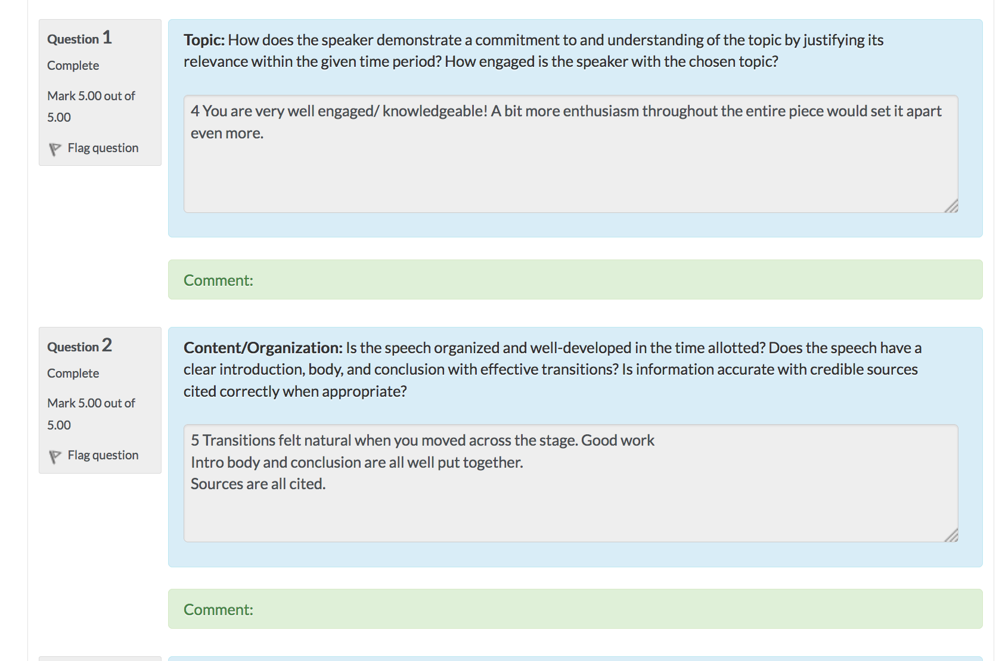 Question 1
Complete
Mark 5.00 out of
5.00
Flag question
Topic: How does the speaker demonstrate a commitment to and understanding of the topic by justifying its
relevance within the given time period? How engaged is the speaker with the chosen topic?
4 You are very well engaged/ knowledgeable! A bit more enthusiasm throughout the entire piece would set it apart
even more.
Comment:
Question 2
Complete
Mark 5.00 out of
5.00
Flag question
Content/Organization: Is the speech organized and well-developed in the time allotted? Does the speech have a
clear introduction, body, and conclusion with effective transitions? Is information accurate with credible sources
cited correctly when appropriate?
5 Transitions felt natural when you moved across the stage. Good work
Intro body and conclusion are all well put together.
Sources are all cited.
Comment: